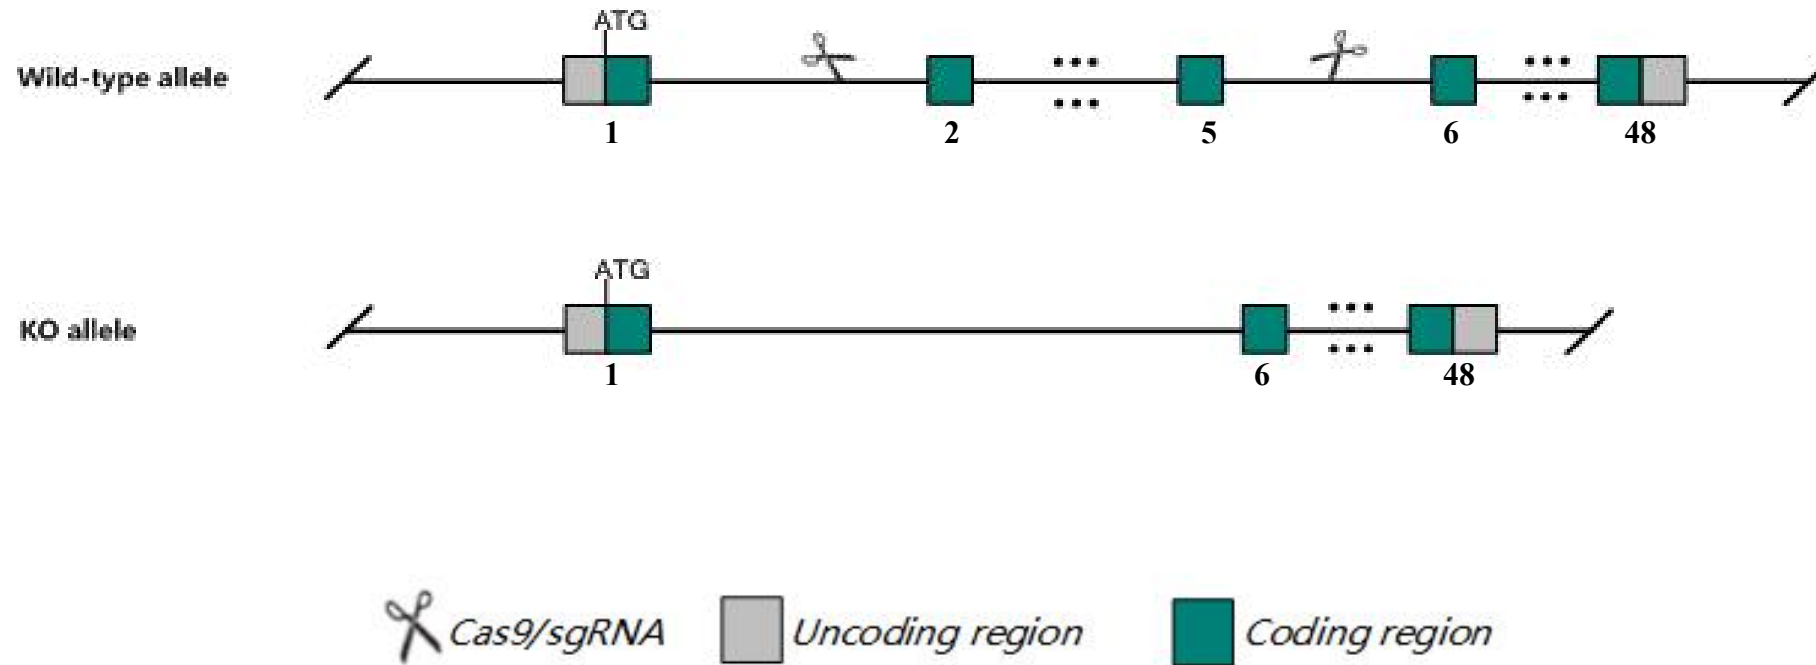 ATG
Wild-type allele
1 2 5 6 48
ATG
KO allele
1 6 48
Cas9/sgRNA Uncoding region Coding region